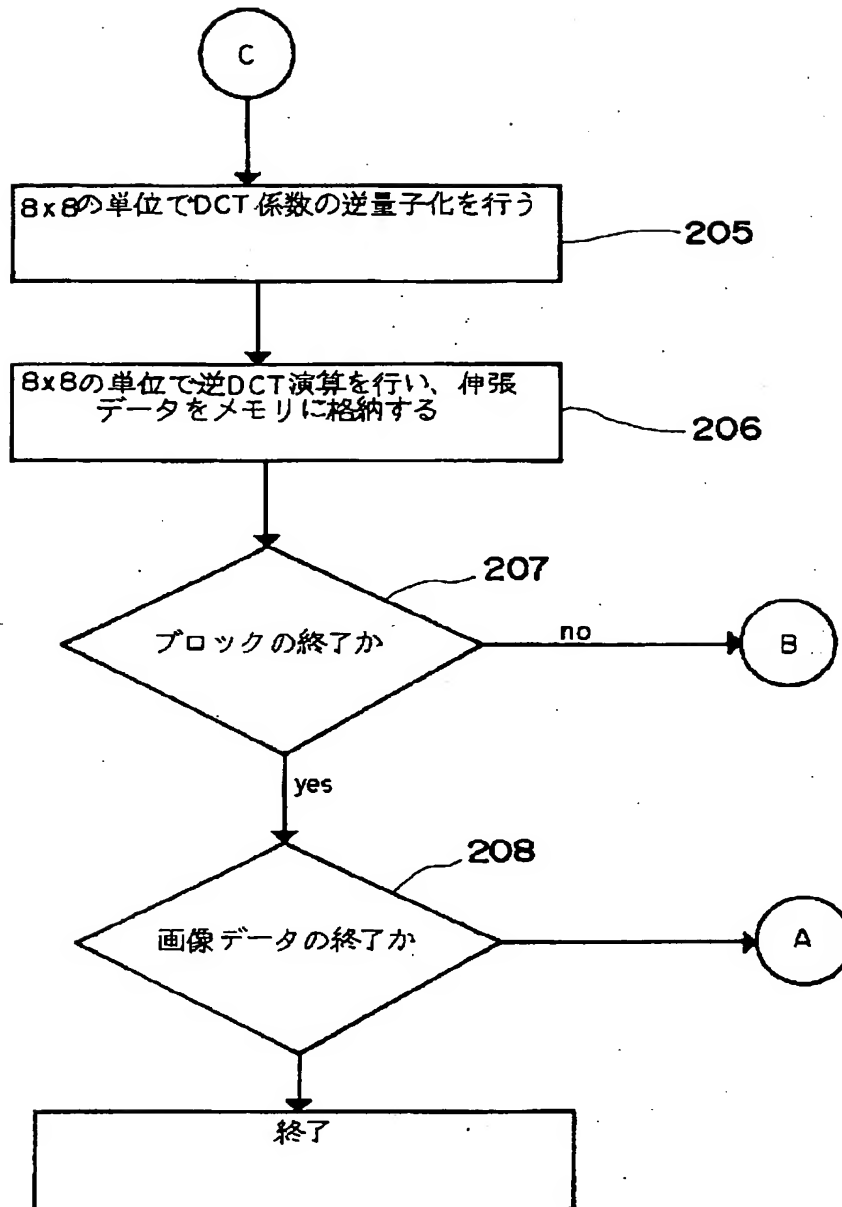 C
8x8の単位でDCT係数の逆量子化を行う
205
8x8の単位で逆DCT演算を行い、伸張
データをメモリに格納する
206
207
ブロックの終了か
no
B
yes
208
画像データの終了か
A
終了